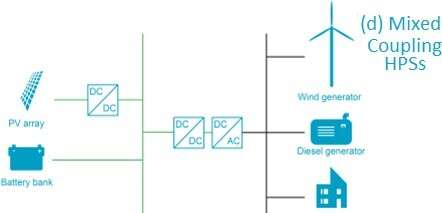 (d) Mixed
Coupling
HPSs
DC
DC
PV array
Wind generator
DC
DC
DC
AC
Diesel generator
Battery bank